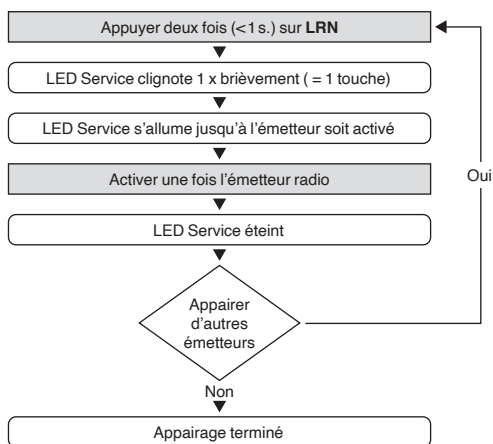 Appuyer deux fois (<1 s.) sur LRN
LED Service clignote 1 x brièvement ( = 1 touche)
LED Service s'allume jusqu'à l'émetteur soit activé
Activer une fois l'émetteur radio
Oui
LED Service éteint
Appairer
d'autres
émetteurs
Non
Appairage terminé